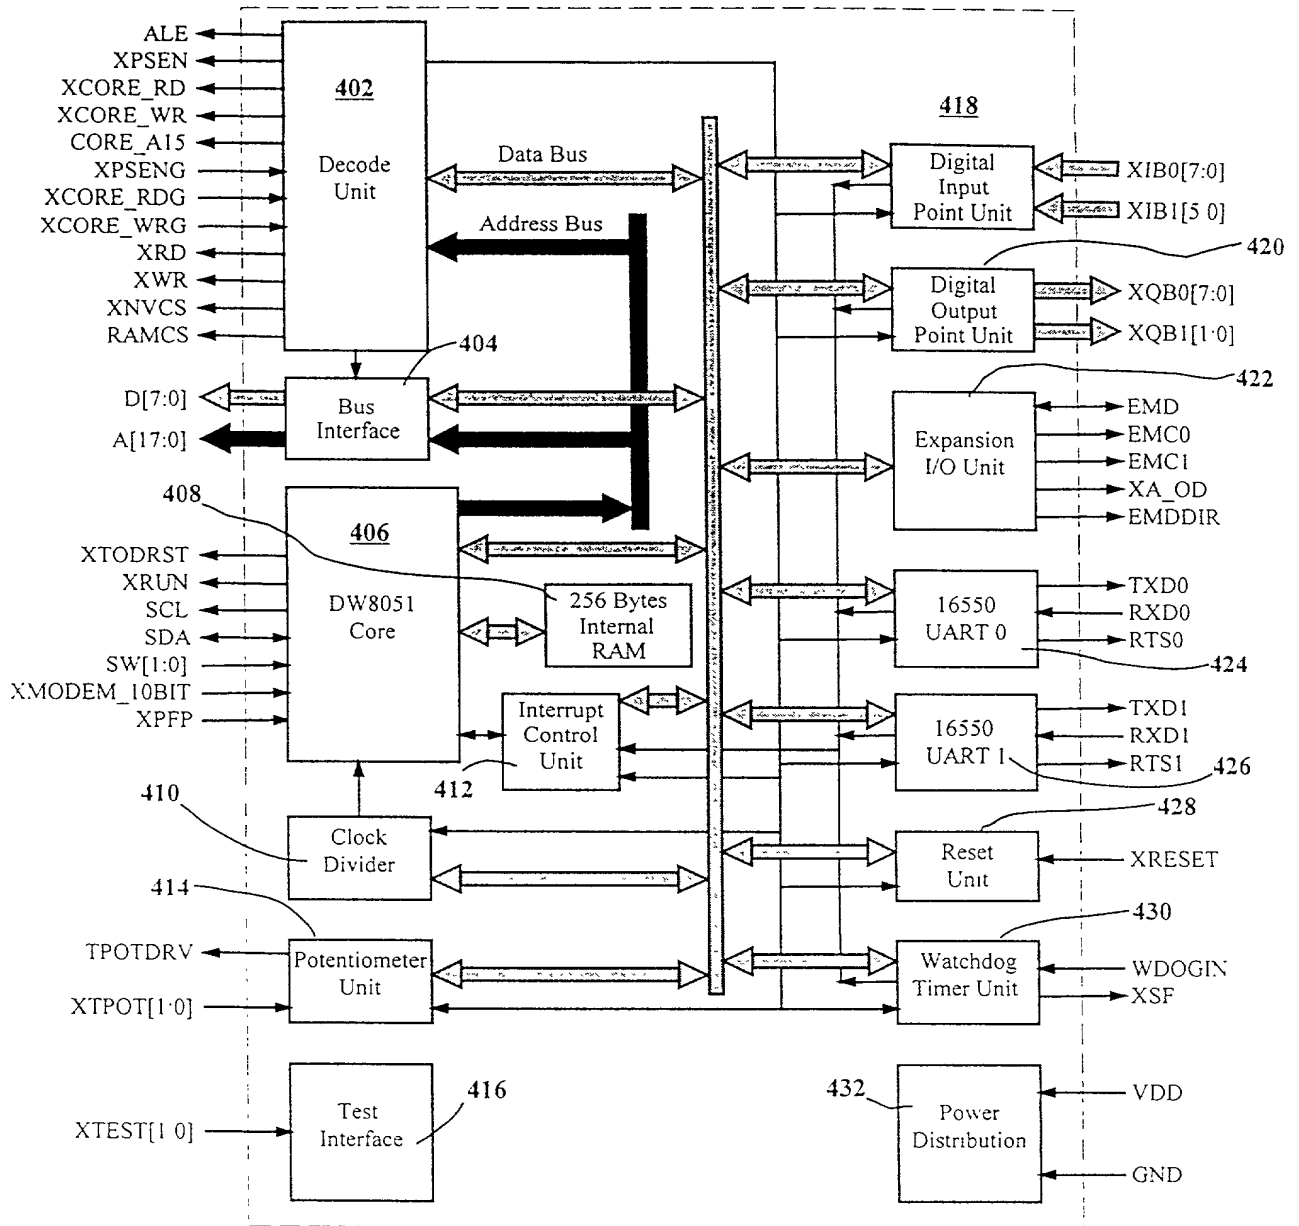 ALE
XPSEN
XCORE_RD
XCORE_WR
CORE_A15
XPSENG
XCORE_RDG
XCORE_WRG
XRD
XWR
XNVCS
RAMCS
402
Decode
Unit
Data Bus
Address Bus
418
Digital
Input
Point Unit
XIB0[7:0]
XIB1[5 0]
420
Digital
Output
Point Unit
XQB0[7:0]
XQB1[1·0]
404
D[7:0]
A[17:0]
Bus
Interface
422
Expansion
I/O Unit
EMD
EMC0
EMC1
XA_OD
EMDDIR
408
406
DW8051
Core
XTODRST
XRUN
SCL
SDA
SW[1:0]
XMODEM_10BIT
XPFP
256 Bytes
Internal
RAM
16550
UART 0
TXD0
RXD0
RTS0
424
Interrupt
Control
Unit
412
16550
UART 1
TXD1
RXD1
RTS1
426
410
Clock
Divider
428
Reset
Unit
XRESET
414
TPOTDRV
XTPOT[1·0]
Potentiometer
Unit
430
Watchdog
Timer Unit
WDOGIN
XSF
XTEST[1 0]
Test
Interface
416
432
Power
Distribution
VDD
GND